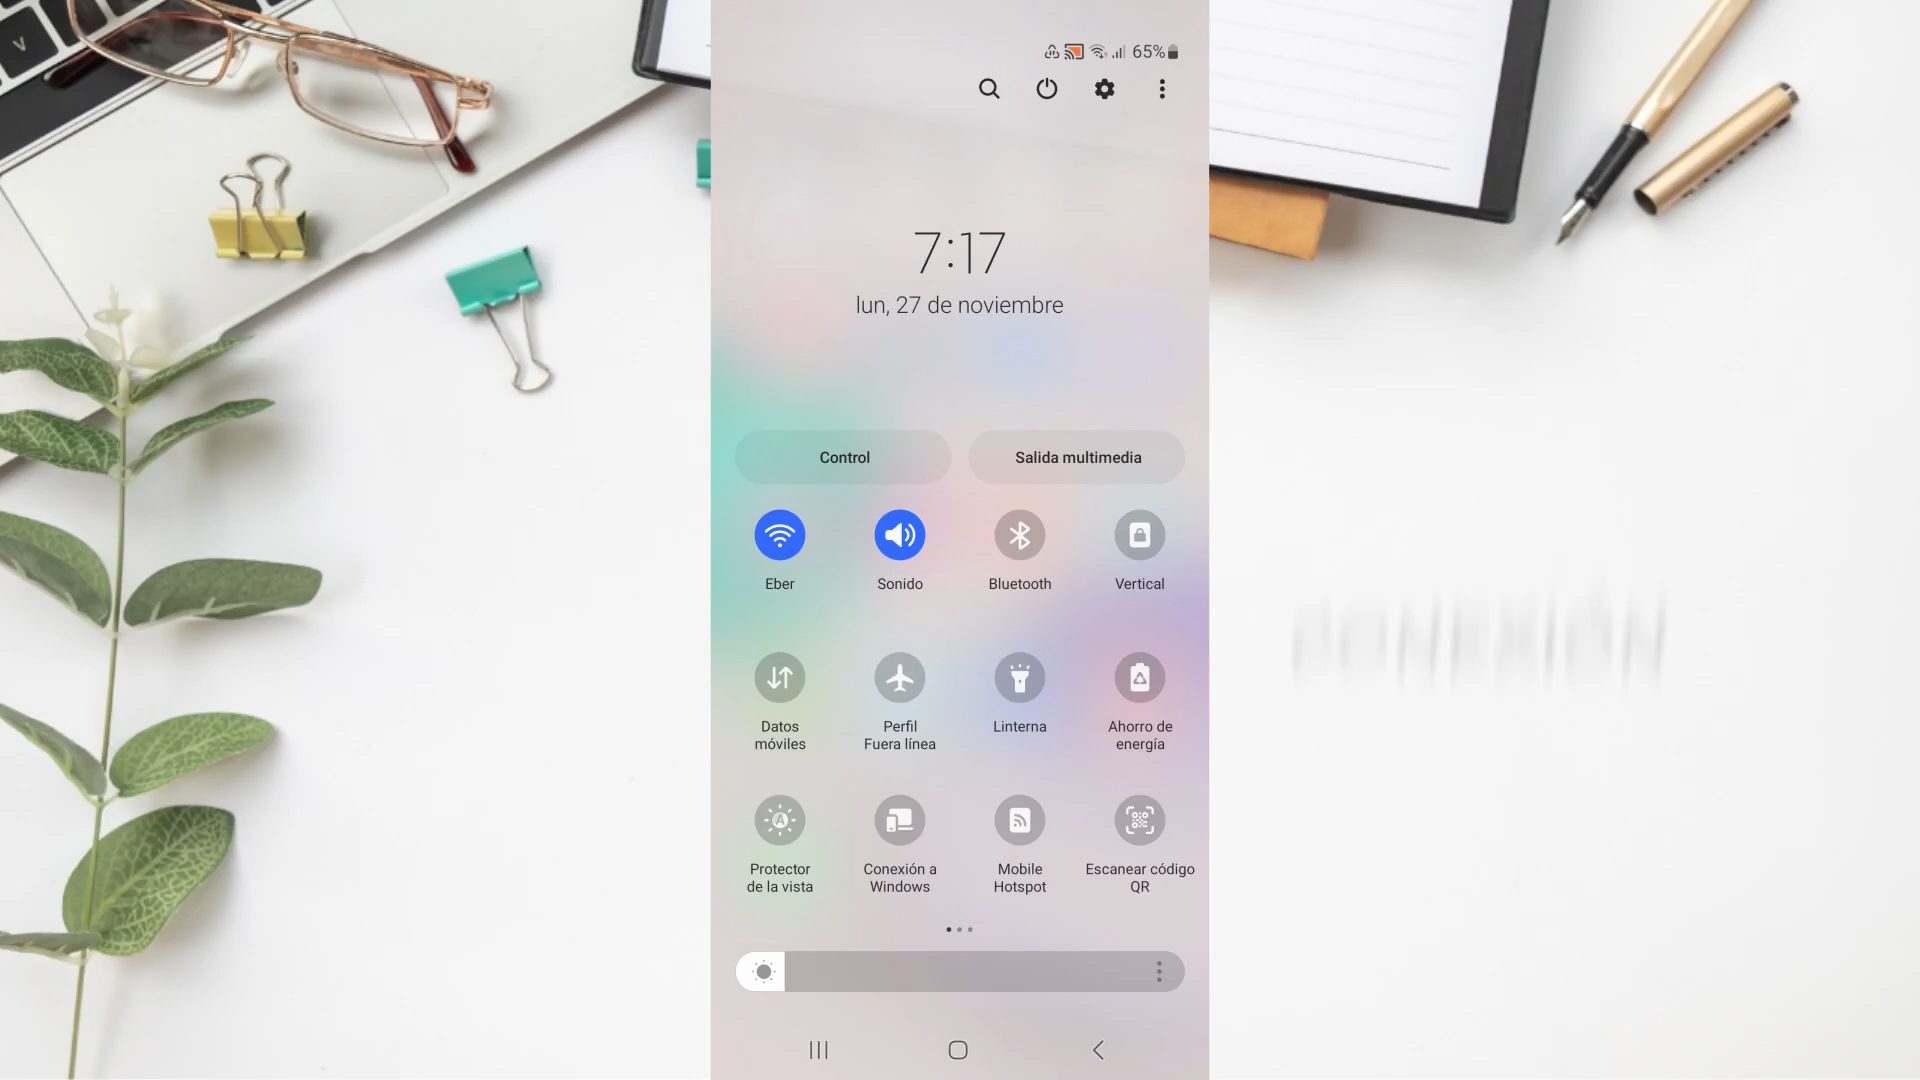 65%
7:17
lun, 27 de noviembre
Control
Salida multimedia
Eber
Sonido
Bluetooth
Vertical
Datos
móviles
Perfil
Fuera línea
Linterna
Ahorro de
energía
Protector
de la vista
Conexión a
Windows
Mobile
Hotspot
Escanear código
QR